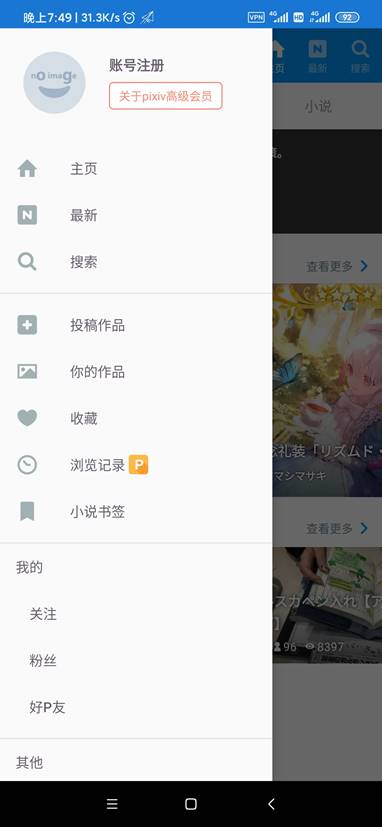 晚上7:49 | 31.3K/s
VPN 4G HD 4G 92
no image
账号注册
关于pixiv高级会员
主页
最新
搜索
投稿作品
你的作品
收藏
浏览记录 P
小说书签
我的
关注
粉丝
好P友
其他
主页
最新
搜索
小说
。
查看更多
念礼装「リズムド・
マシマサキ
查看更多
スカペン入れ【ア
】
96 8397